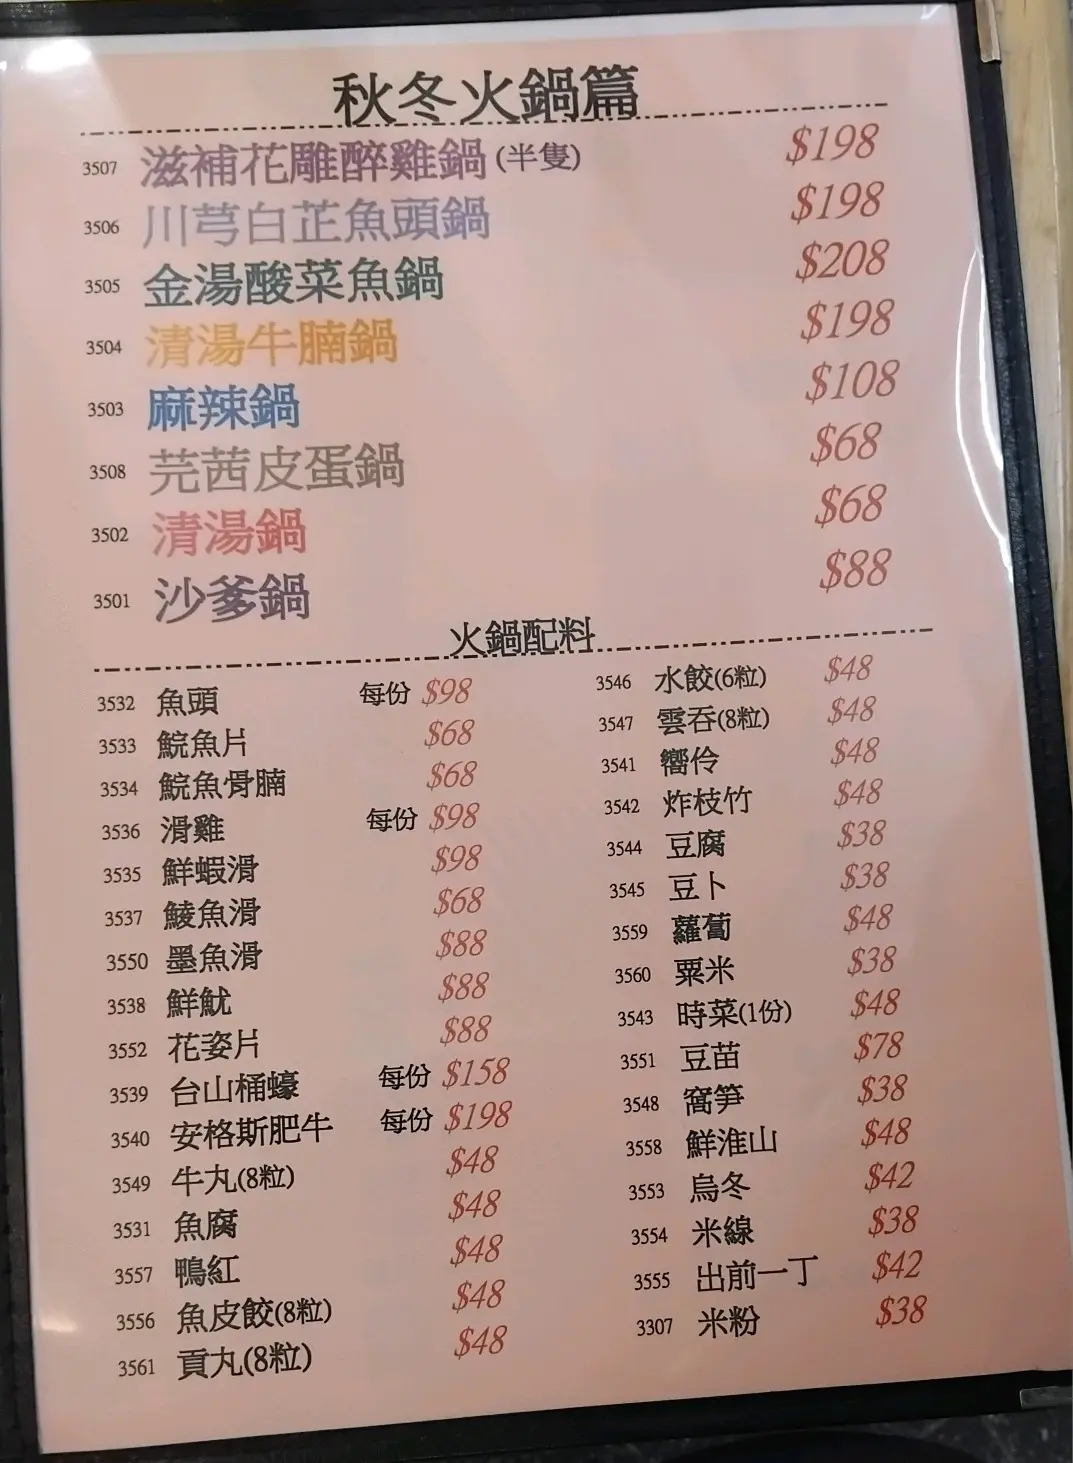 秋冬火鍋篇
3507 滋補花雕醉雞鍋 (半隻) $198
3506 川芎白芷魚頭鍋 $198
3505 金湯酸菜魚鍋 $208
3504 清湯牛腩鍋 $198
3503 麻辣鍋 $108
3508 芫茜皮蛋鍋 $68
3502 清湯鍋 $68
3501 沙爹鍋 $88
火鍋配料
3532 魚頭 每份 $98
3533 鯇魚片 $68
3534 鯇魚骨腩 $68
3536 滑雞 每份 $98
3535 鮮蝦滑 $98
3537 鯪魚滑 $68
3550 墨魚滑 $88
3538 鮮魷 $88
3552 花姿片 $88
3539 台山桶蠔 每份 $158
3540 安格斯肥牛 每份 $198
3549 牛丸(8粒) $48
3531 魚腐 $48
3557 鴨紅 $48
3556 魚皮餃(8粒) $48
3561 貢丸(8粒) $48
3546 水餃(6粒) $48
3547 雲吞(8粒) $48
3541 嚮伶 $48
3542 炸枝竹 $48
3544 豆腐 $38
3545 豆卜 $38
3559 蘿蔔 $48
3560 粟米 $38
3543 時菜(1份) $48
3551 豆苗 $78
3548 窩笋 $38
3558 鮮淮山 $48
3553 烏冬 $42
3554 米線 $38
3555 出前一丁 $42
3307 米粉 $38